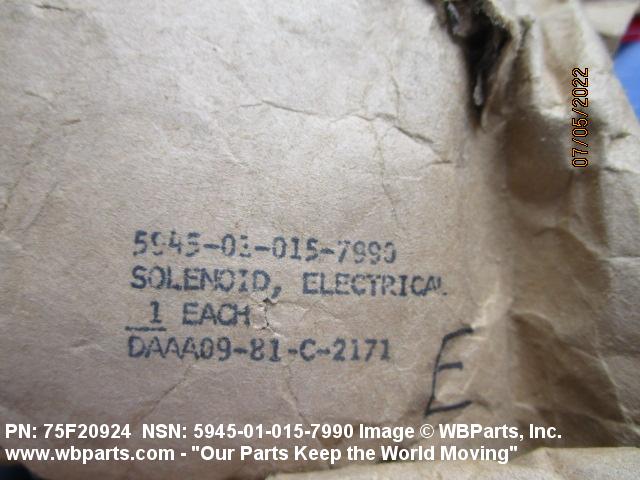 07/05/2022
5945-01-015-7990
SOLENOID, ELECTRICAL
1 EACH
DAAA09-81-C-2171
E
PN: 75F20924 NSN: 5945-01-015-7990 Image © WBParts, Inc.
www.wbparts.com - "Our Parts Keep the World Moving"